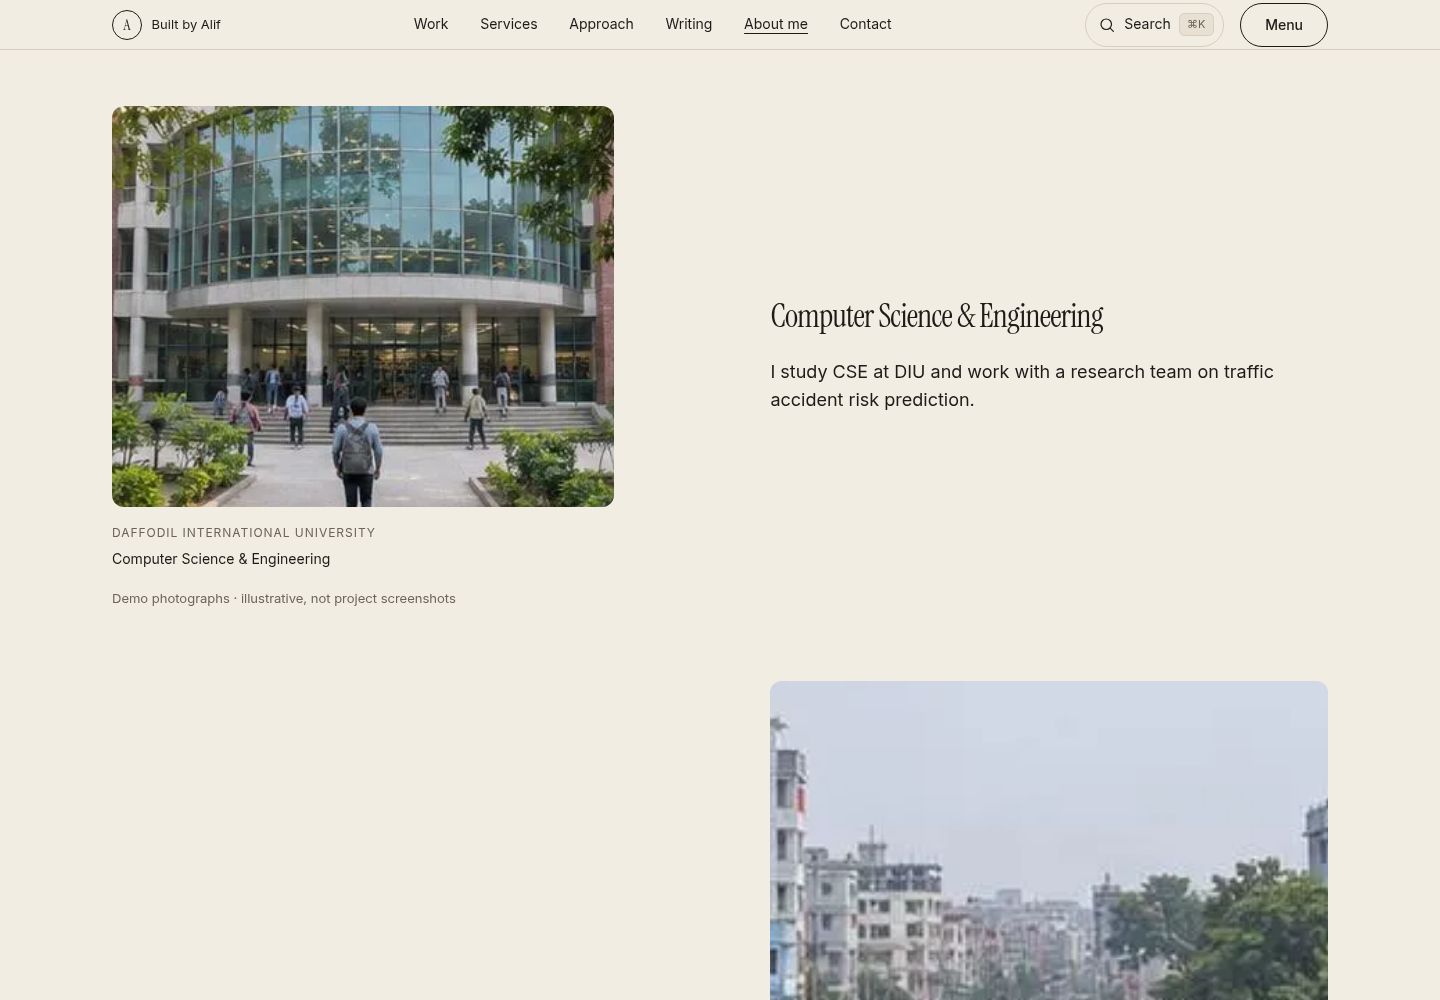 A
Built by Alif
Work
Services
Approach
Writing
About me
Contact
Search
⌘K
Menu
Computer Science & Engineering
I study CSE at DIU and work with a research team on traffic
accident risk prediction.
DAFFODIL INTERNATIONAL UNIVERSITY
Computer Science & Engineering
Demo photographs · illustrative, not project screenshots